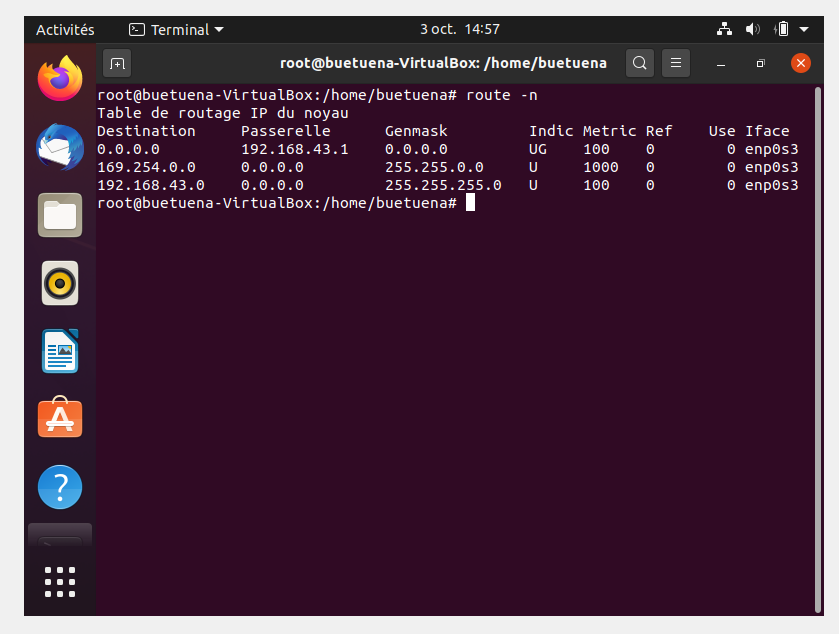 Activités Terminal 3 oct. 14:57
root@buetuena-VirtualBox: /home/buetuena
root@buetuena-VirtualBox:/home/buetuena# route -n
Table de routage IP du noyau
Destination Passerelle Genmask Indic Metric Ref Use Iface
0.0.0.0 192.168.43.1 0.0.0.0 UG 100 0 0 enp0s3
169.254.0.0 0.0.0.0 255.255.0.0 U 1000 0 0 enp0s3
192.168.43.0 0.0.0.0 255.255.255.0 U 100 0 0 enp0s3
root@buetuena-VirtualBox:/home/buetuena#